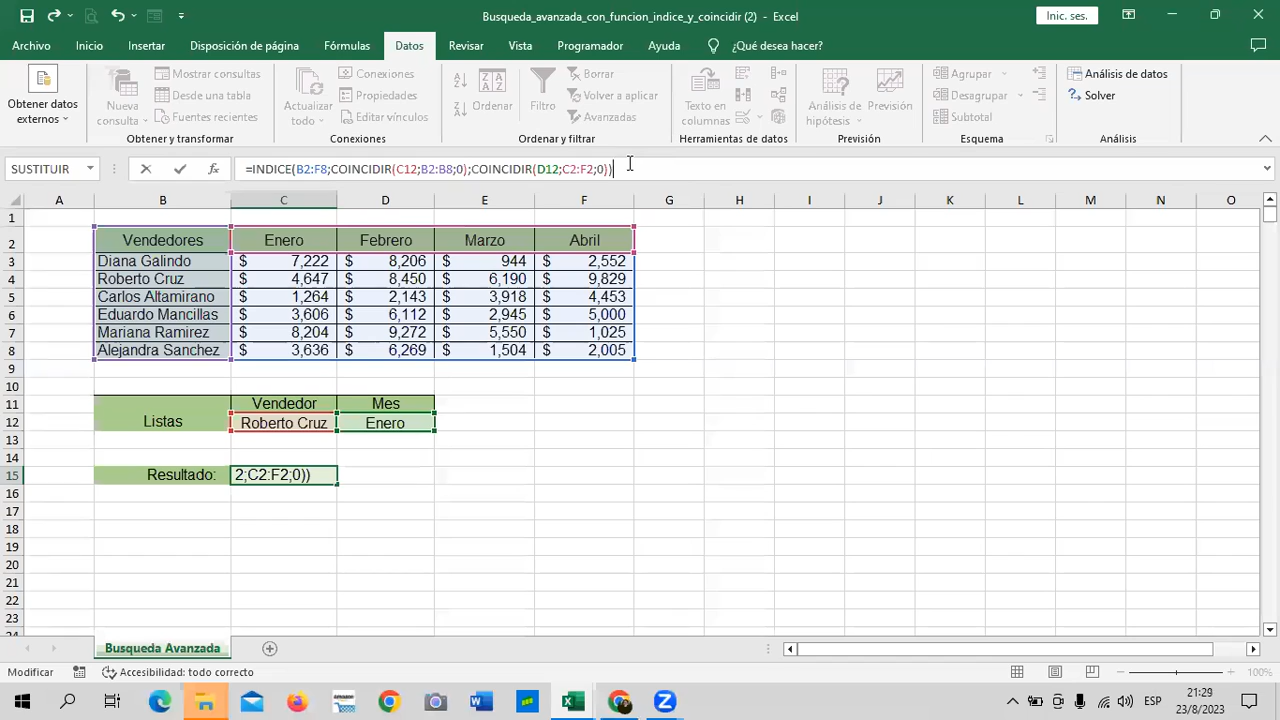 Busqueda_avanzada_con_funcion_indice_y_coincidir (2) - Excel
Inic. ses.
Archivo Inicio Insertar Disposición de página Fórmulas Datos Revisar Vista Programador Ayuda ¿Qué desea hacer?
Obtener datos externos
Nueva consulta
Mostrar consultas
Desde una tabla
Fuentes recientes
Obtener y transformar
Actualizar todo
Conexiones
Propiedades
Editar vínculos
Conexiones
Ordenar
Filtro
Borrar
Volver a aplicar
Avanzadas
Ordenar y filtrar
Texto en columnas
Herramientas de datos
Análisis de hipótesis
Previsión
Previsión
Agrupar
Desagrupar
Subtotal
Esquema
Análisis de datos
Solver
Análisis
SUSTITUIR fx =INDICE(B2:F8;COINCIDIR(C12;B2:B8;0);COINCIDIR(D12;C2:F2;0))
A B C D E F G H I J K L M N O
1
2 Vendedores Enero Febrero Marzo Abril
3 Diana Galindo $ 7,222 $ 8,206 $ 944 $ 2,552
4 Roberto Cruz $ 4,647 $ 8,450 $ 6,190 $ 9,829
5 Carlos Altamirano $ 1,264 $ 2,143 $ 3,918 $ 4,453
6 Eduardo Mancillas $ 3,606 $ 6,112 $ 2,945 $ 5,000
7 Mariana Ramirez $ 8,204 $ 9,272 $ 5,550 $ 1,025
8 Alejandra Sanchez $ 3,636 $ 6,269 $ 1,504 $ 2,005
9
10
11 Vendedor Mes
12 Listas Roberto Cruz Enero
13
14
15 Resultado: 2;C2:F2;0))
16
17
18
19
20
21
22
23
24
Busqueda Avanzada
Modificar Accesibilidad: todo correcto 100%
ESP
21:29
23/8/2023